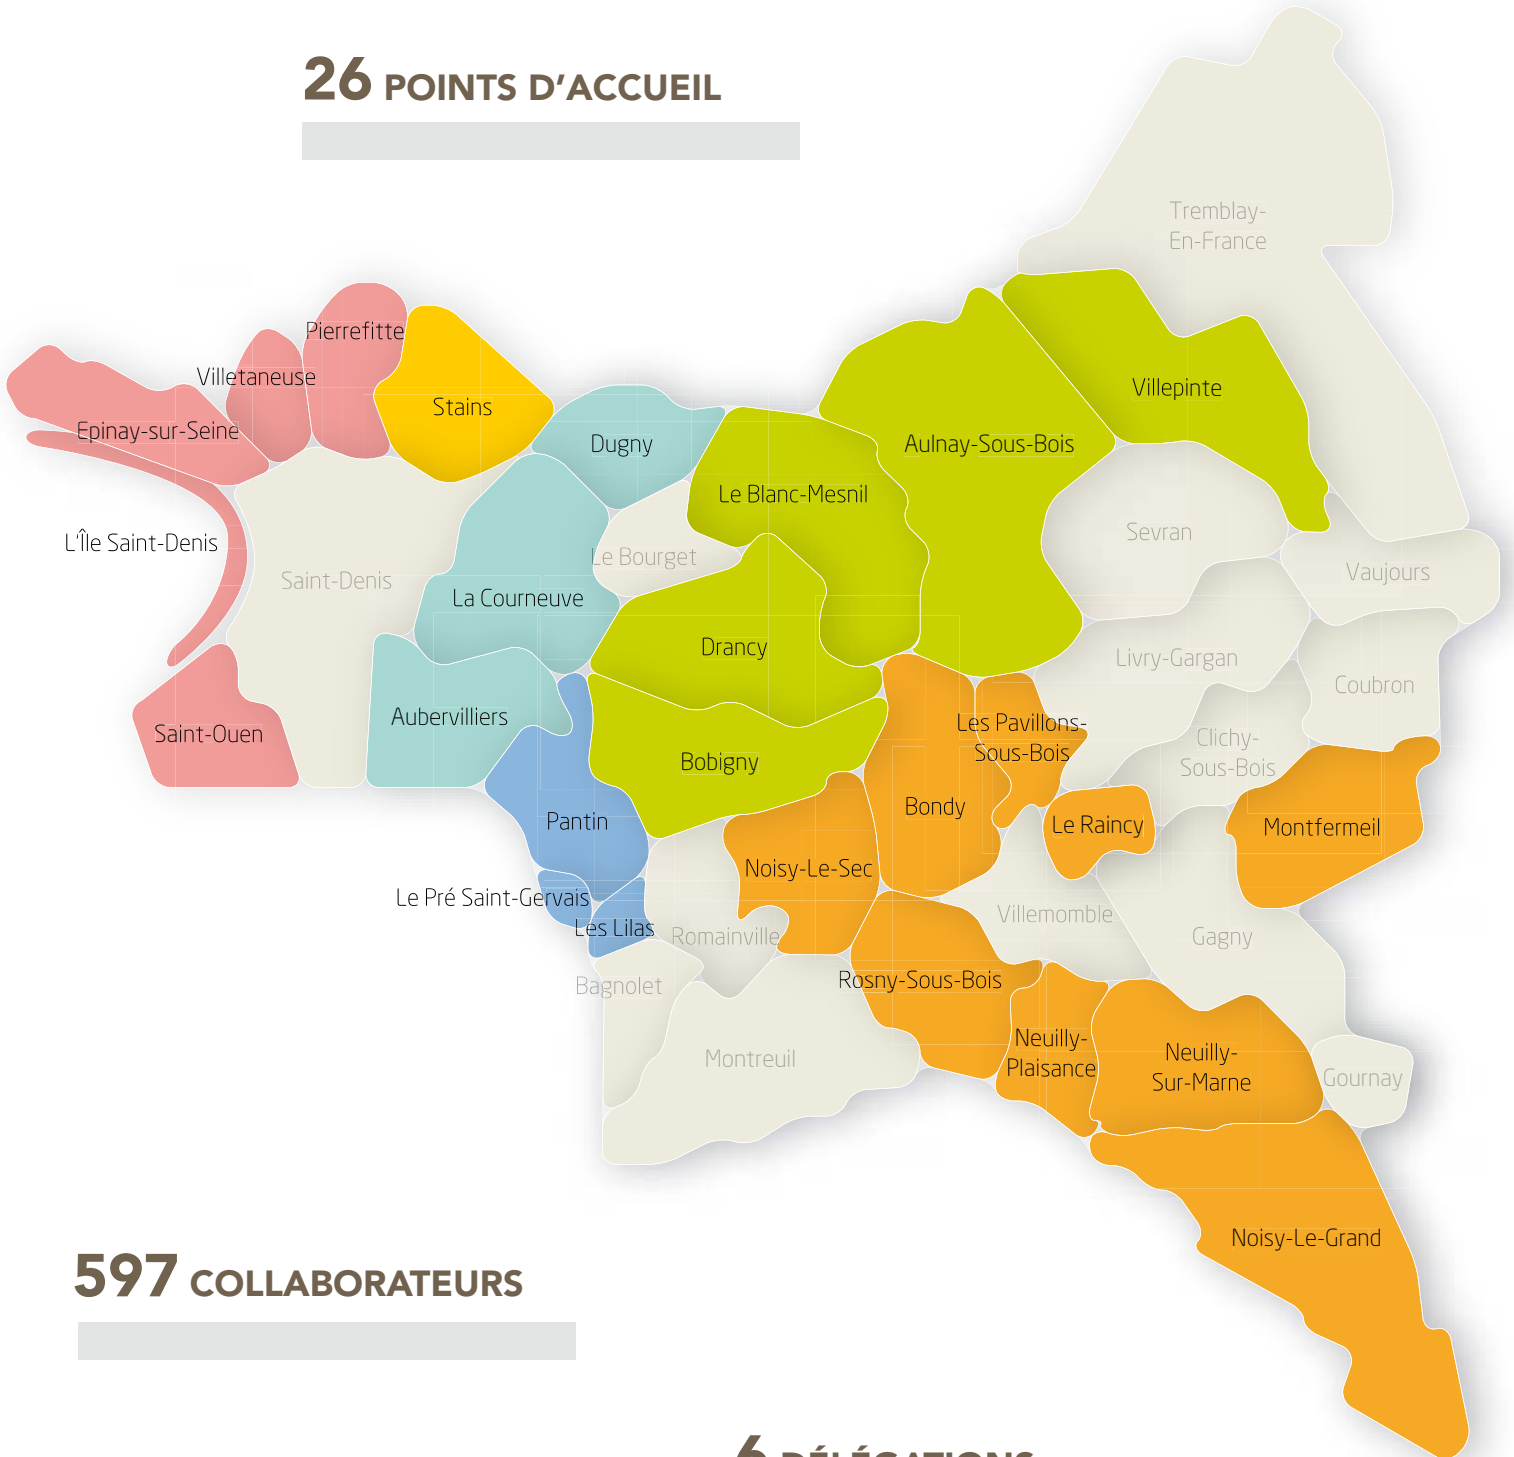 26 POINTS D'ACCUEIL
Tremblay-
En-France
Pierrefitte
Villetaneuse
Stains
Villepinte
Epinay-sur-Seine
Dugny
Aulnay-Sous-Bois
Le Blanc-Mesnil
L'Île Saint-Denis
Sevran
Le Bourget
Vaujours
Saint-Denis
La Courneuve
Drancy
Livry-Gargan
Coubron
Aubervilliers
Saint-Ouen
Les Pavillons-
Sous-Bois
Clichy-
Sous-Bois
Bobigny
Bondy
Pantin
Le Raincy
Montfermeil
Noisy-Le-Sec
Le Pré Saint-Gervais
Les Lilas
Romainville
Villemomble
Gagny
Bagnolet
Rosny-Sous-Bois
Montreuil
Neuilly-
Plaisance
Neuilly-
Sur-Marne
Gournay
Noisy-Le-Grand
597 COLLABORATEURS
6 DÉLÉGATIONS